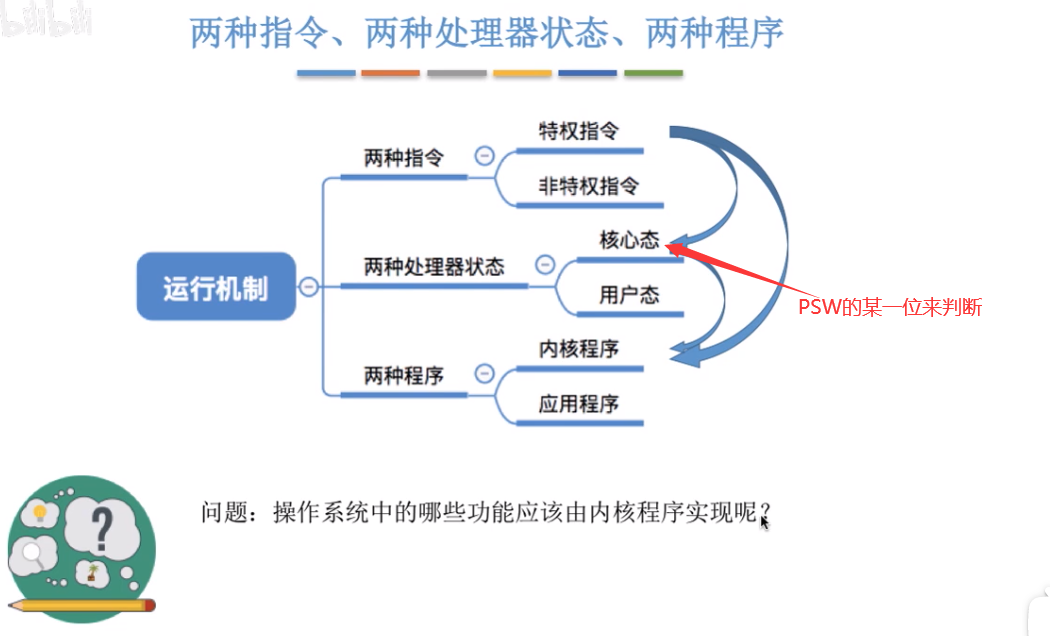 bilibili
两种指令、两种处理器状态、两种程序
特权指令
两种指令
非特权指令
核心态
两种处理器状态
运行机制
用户态
PSW的某一位来判断
内核程序
两种程序
应用程序
?
问题：操作系统中的哪些功能应该由内核程序实现呢？